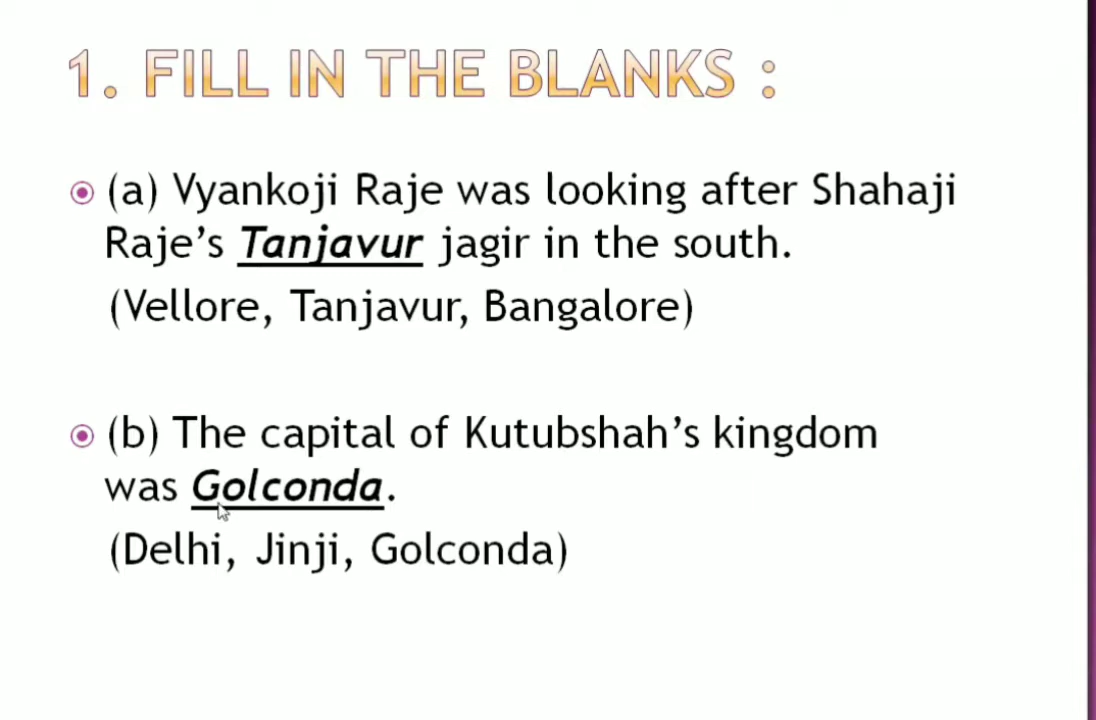 1. FILL IN THE BLANKS :
(a) Vyankoji Raje was looking after Shahaji
Raje's Tanjavur jagir in the south.
(Vellore, Tanjavur, Bangalore)
(b) The capital of Kutubshah's kingdom
was Golconda.
(Delhi, Jinji, Golconda)